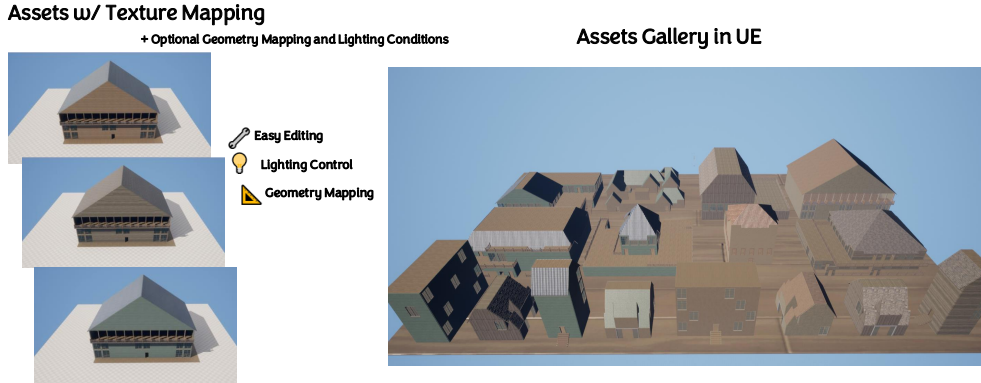 Assets w/ Texture Mapping
+ Optional Geometry Mapping and Lighting Conditions
Assets Gallery in UE
Easy Editing
Lighting Control
Geometry Mapping